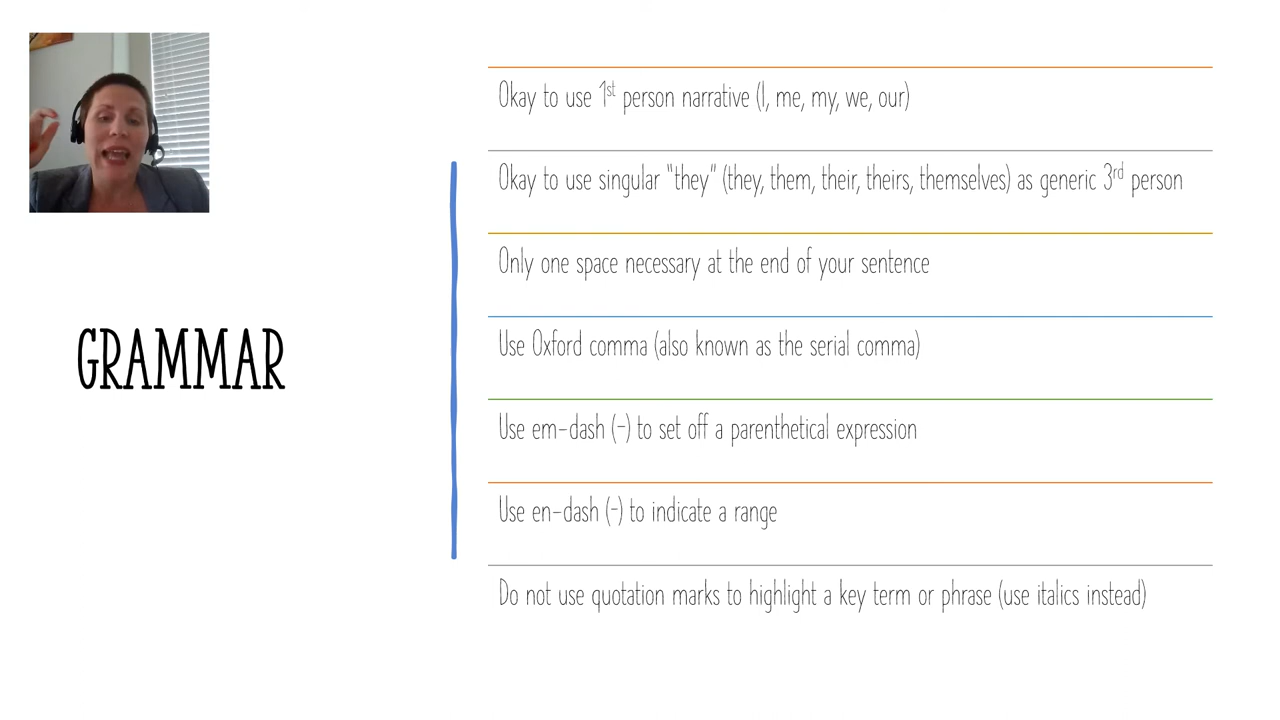 GRAMMAR
Okay to use 1st person narrative (I, me, my, we, our)
Okay to use singular "they" (they, them, their, theirs, themselves) as generic 3rd person
Only one space necessary at the end of your sentence
Use Oxford comma (also known as the serial comma)
Use em-dash (–) to set off a parenthetical expression
Use en-dash (-) to indicate a range
Do not use quotation marks to highlight a key term or phrase (use italics instead)